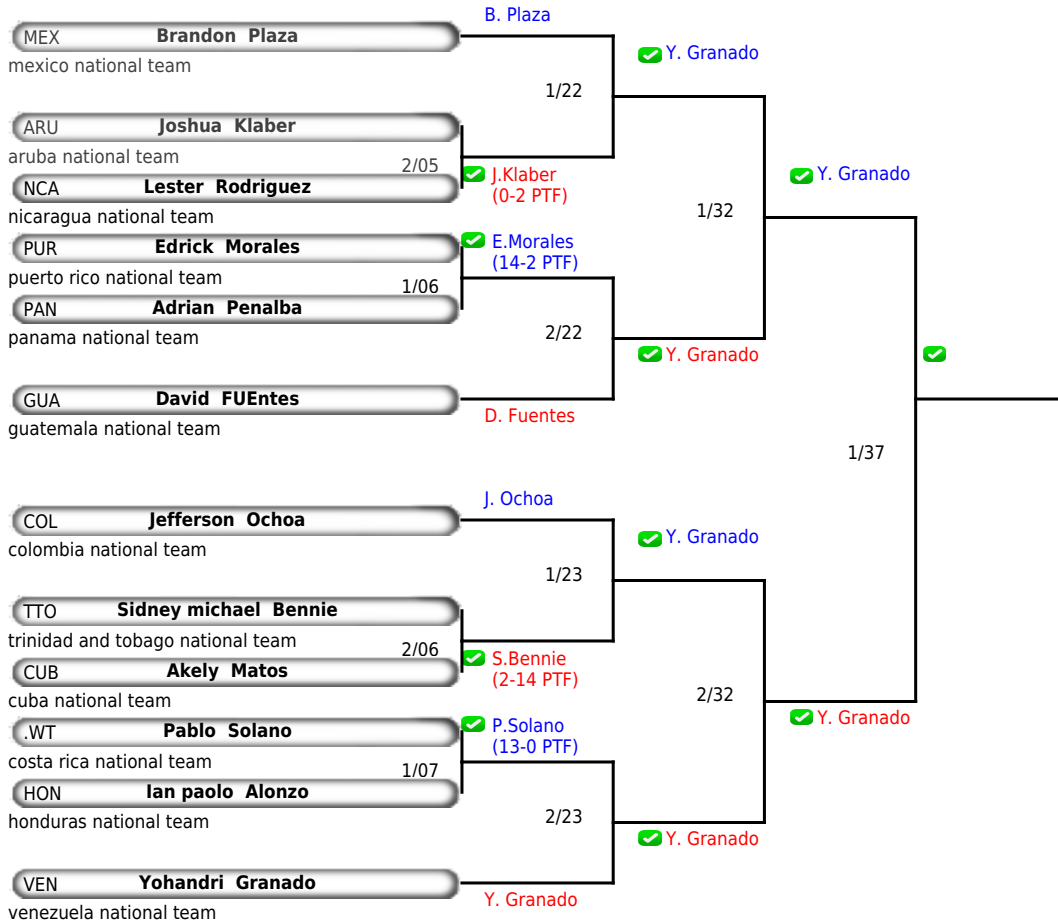 B. Plaza
MEX Brandon Plaza
mexico national team
Y. Granado
1/22
ARU Joshua Klaber
aruba national team
2/05
J.Klaber
(0-2 PTF)
NCA Lester Rodriguez
nicaragua national team
Y. Granado
1/32
PUR Edrick Morales
puerto rico national team
E.Morales
(14-2 PTF)
1/06
PAN Adrian Penalba
panama national team
2/22
Y. Granado
GUA David FUEntes
guatemala national team
D. Fuentes
1/37
J. Ochoa
COL Jefferson Ochoa
colombia national team
Y. Granado
1/23
TTO Sidney michael Bennie
trinidad and tobago national team
2/06
S.Bennie
(2-14 PTF)
CUB Akely Matos
cuba national team
2/32
Y. Granado
.WT Pablo Solano
costa rica national team
P.Solano
(13-0 PTF)
1/07
HON Ian paolo Alonzo
honduras national team
2/23
Y. Granado
VEN Yohandri Granado
venezuela national team
Y. Granado